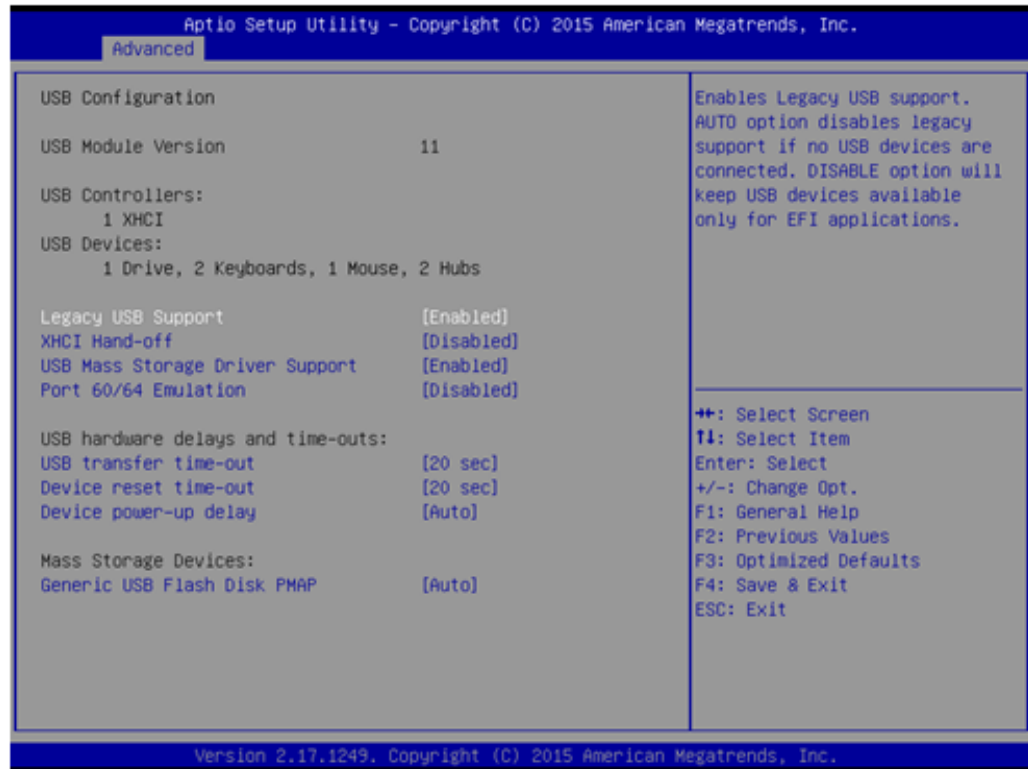 Aptio Setup Utility – Copyright (C) 2015 American Megatrends, Inc.
Advanced
USB Configuration
USB Module Version 11
USB Controllers:
1 XHCI
USB Devices:
1 Drive, 2 Keyboards, 1 Mouse, 2 Hubs
Legacy USB Support [Enabled]
XHCI Hand-off [Disabled]
USB Mass Storage Driver Support [Enabled]
Port 60/64 Emulation [Disabled]
USB hardware delays and time-outs:
USB transfer time-out [20 sec]
Device reset time-out [20 sec]
Device power-up delay [Auto]
Mass Storage Devices:
Generic USB Flash Disk PMAP [Auto]
Enables Legacy USB support.
AUTO option disables legacy
support if no USB devices are
connected. DISABLE option will
keep USB devices available
only for EFI applications.
→←: Select Screen
↑↓: Select Item
Enter: Select
+/-: Change Opt.
F1: General Help
F2: Previous Values
F3: Optimized Defaults
F4: Save & Exit
ESC: Exit
Version 2.17.1249. Copyright (C) 2015 American Megatrends, Inc.